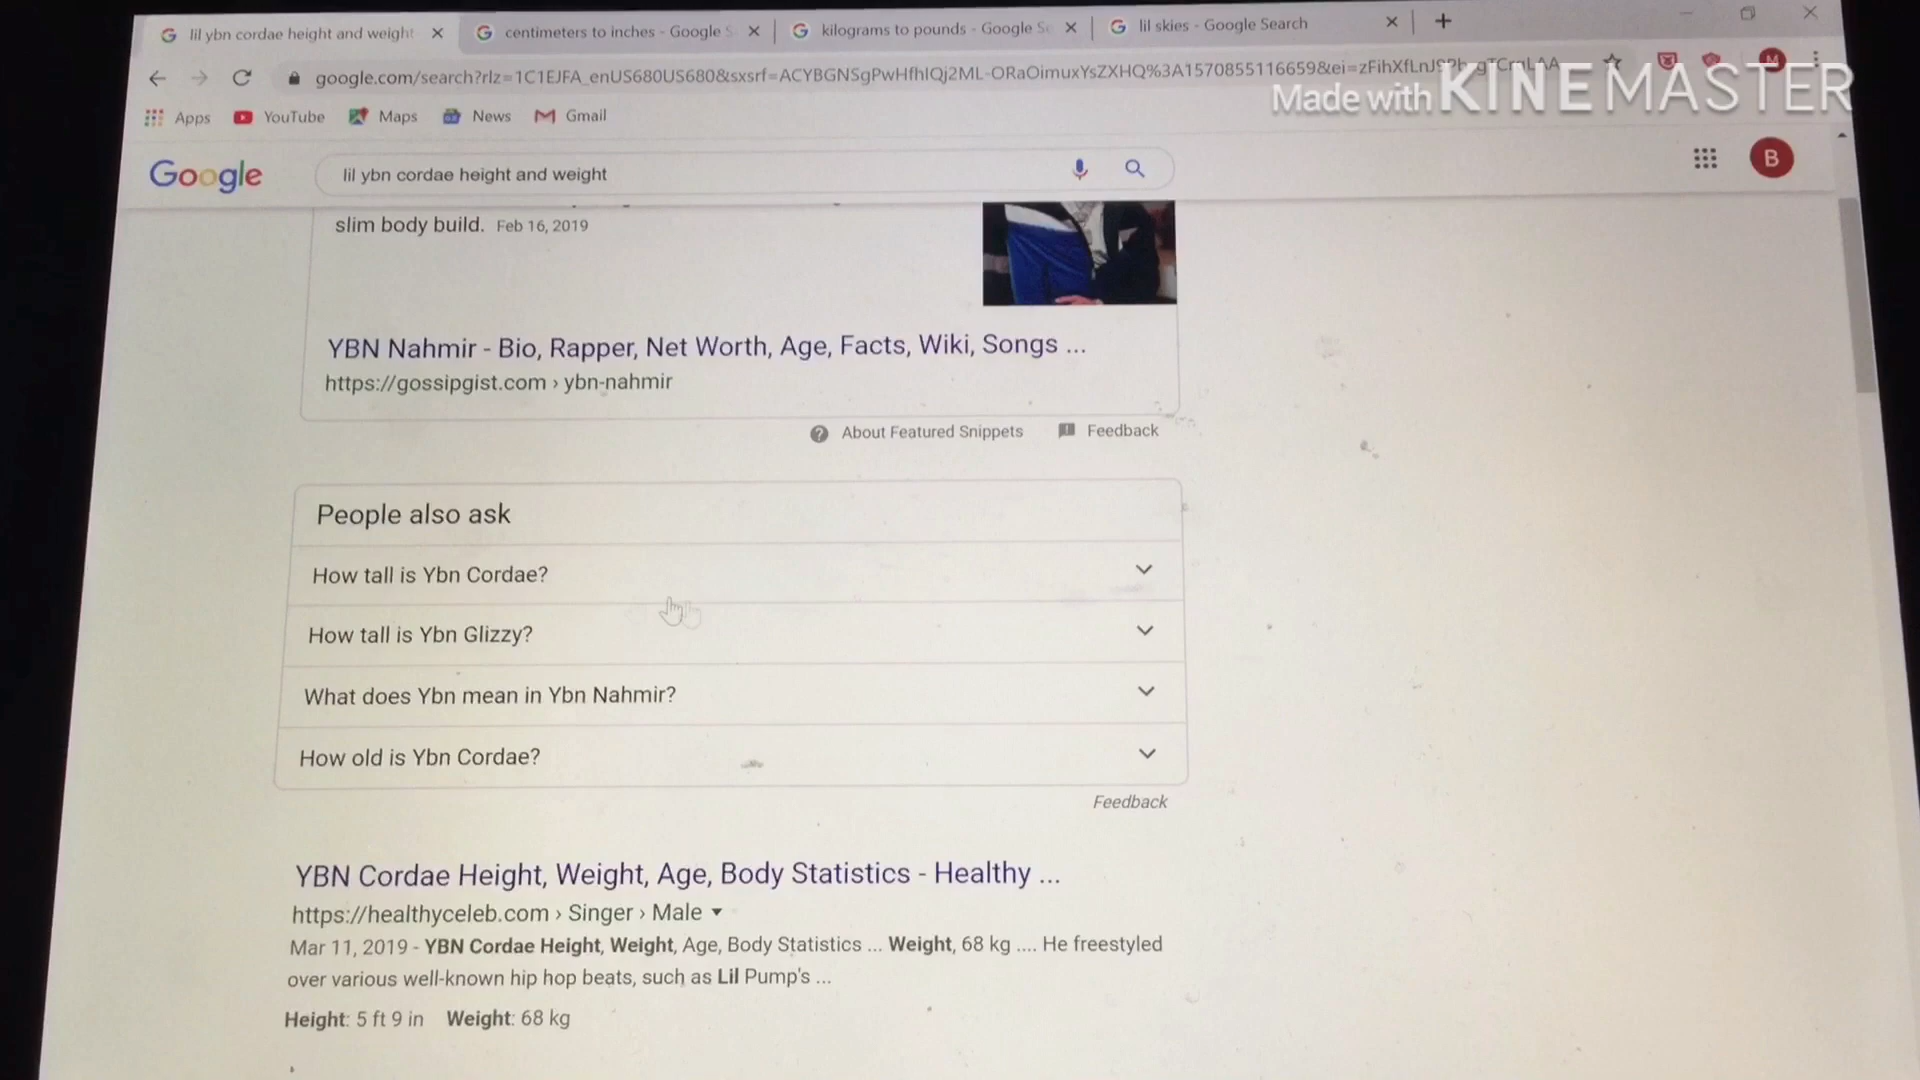 lil ybn cordae height and weight
centimeters to inches - Google S
kilograms to pounds - Google Se
lil skies - Google Search
Made with KINEMASTER
Apps
YouTube
Maps
News
Gmail
Google
lil ybn cordae height and weight
B
slim body build. Feb 16, 2019
YBN Nahmir - Bio, Rapper, Net Worth, Age, Facts, Wiki, Songs ...
https://gossipgist.com › ybn-nahmir
About Featured Snippets
Feedback
People also ask
How tall is Ybn Cordae?
How tall is Ybn Glizzy?
What does Ybn mean in Ybn Nahmir?
How old is Ybn Cordae?
Feedback
YBN Cordae Height, Weight, Age, Body Statistics - Healthy ...
https://healthyceleb.com › Singer › Male
Mar 11, 2019 - YBN Cordae Height, Weight, Age, Body Statistics ... Weight, 68 kg .... He freestyled
over various well-known hip hop beats, such as Lil Pump's ...
Height: 5 ft 9 in Weight: 68 kg